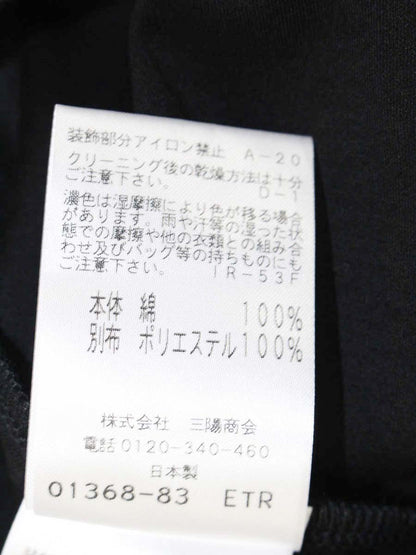 装飾部分アイロン禁止 A-20
クリーニング後の乾燥方法は十分
ご注意下さい。 D-1
濃色は湿摩擦により色が移る場合
があります。雨や汗等の湿った状
態での摩擦や他の衣類との組み合
わせ及びバッグ等の持ちものにも
ご注意下さい。 IR-53F
本体 綿 100%
別布 ポリエステル100%
株式会社 三陽商会
電話0120-340-460
日本製
01368-83 ETR